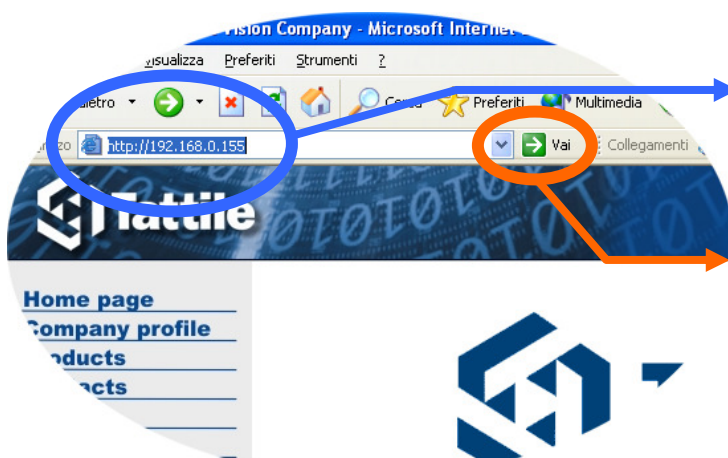 Vision Company - Microsoft Internet
Visualizza Preferiti Strumenti ?
Cerca Preferiti Multimedia
http://192.168.0.155 Vai Collegamenti
Tattile
Home page
Company profile